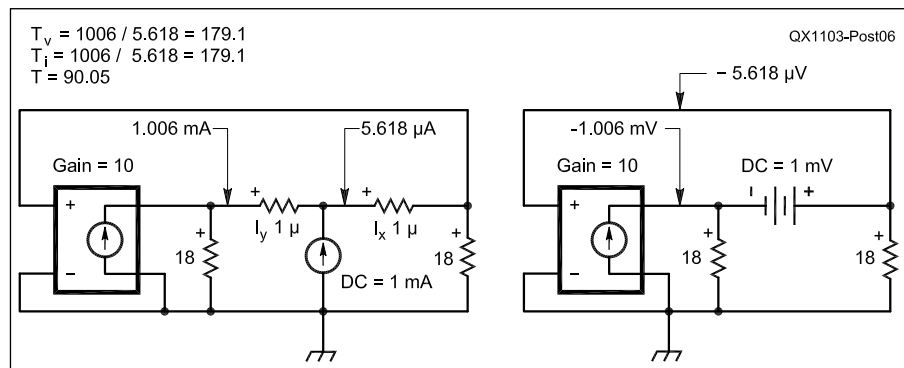 T_v = 1006 / 5.618 = 179.1
T_i = 1006 / 5.618 = 179.1
T = 90.05
QX1103-Post06
1.006 mA
5.618 µA
Gain = 10
+
+
+
I_y 1 µ
I_x 1 µ
+
+
18
18
−
DC = 1 mA
− 5.618 µV
-1.006 mV
Gain = 10
DC = 1 mV
+
- +
+
+
18
18
−